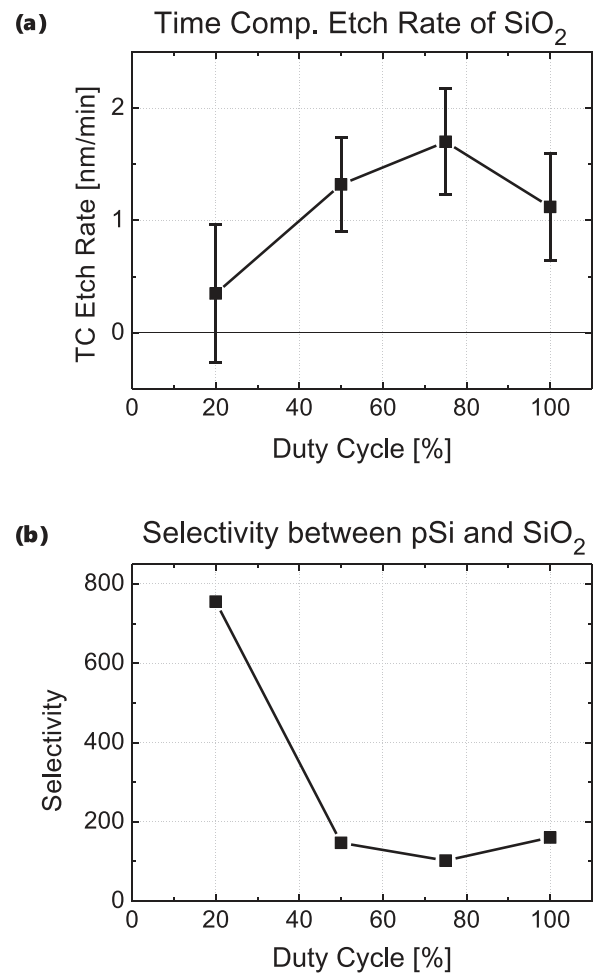 (a) Time Comp. Etch Rate of SiO₂
TC Etch Rate [nm/min]
2
1
0
0 20 40 60 80 100
Duty Cycle [%]
(b) Selectivity between pSi and SiO₂
Selectivity
800
600
400
200
0
0 20 40 60 80 100
Duty Cycle [%]